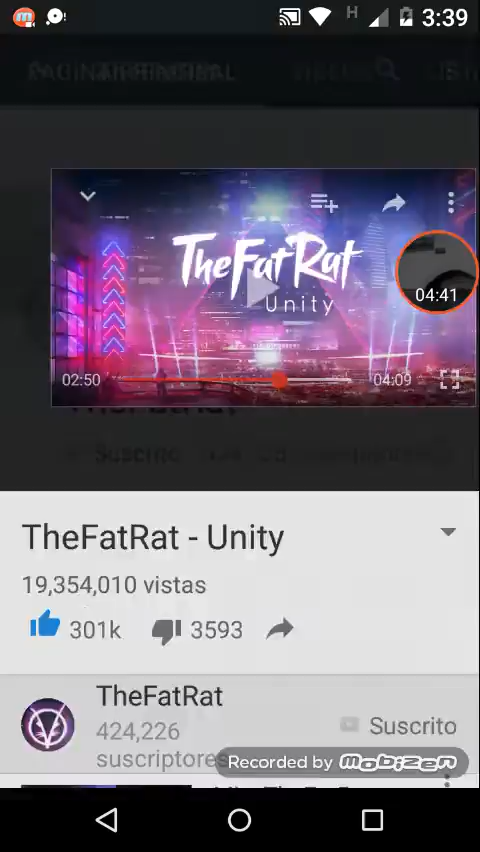 3:39
H
TheFatRat
Unity
04:41
02:50
04:09
Suscrito
TheFatRat - Unity
19,354,010 vistas
301k
3593
TheFatRat
424,226
suscriptores
Suscrito
Recorded by mobizen